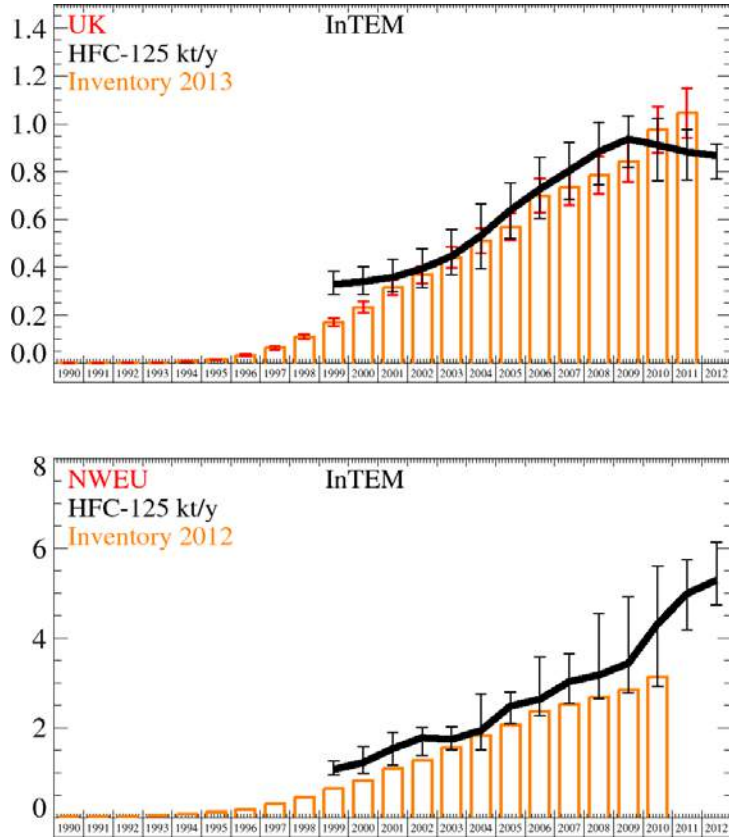 UK InTEM
HFC-125 kt/y
Inventory 2013
1.4
1.2
1.0
0.8
0.6
0.4
0.2
0.0
1990 1991 1992 1993 1994 1995 1996 1997 1998 1999 2000 2001 2002 2003 2004 2005 2006 2007 2008 2009 2010 2011 2012
NWEU InTEM
HFC-125 kt/y
Inventory 2012
8
6
4
2
0
1990 1991 1992 1993 1994 1995 1996 1997 1998 1999 2000 2001 2002 2003 2004 2005 2006 2007 2008 2009 2010 2011 2012